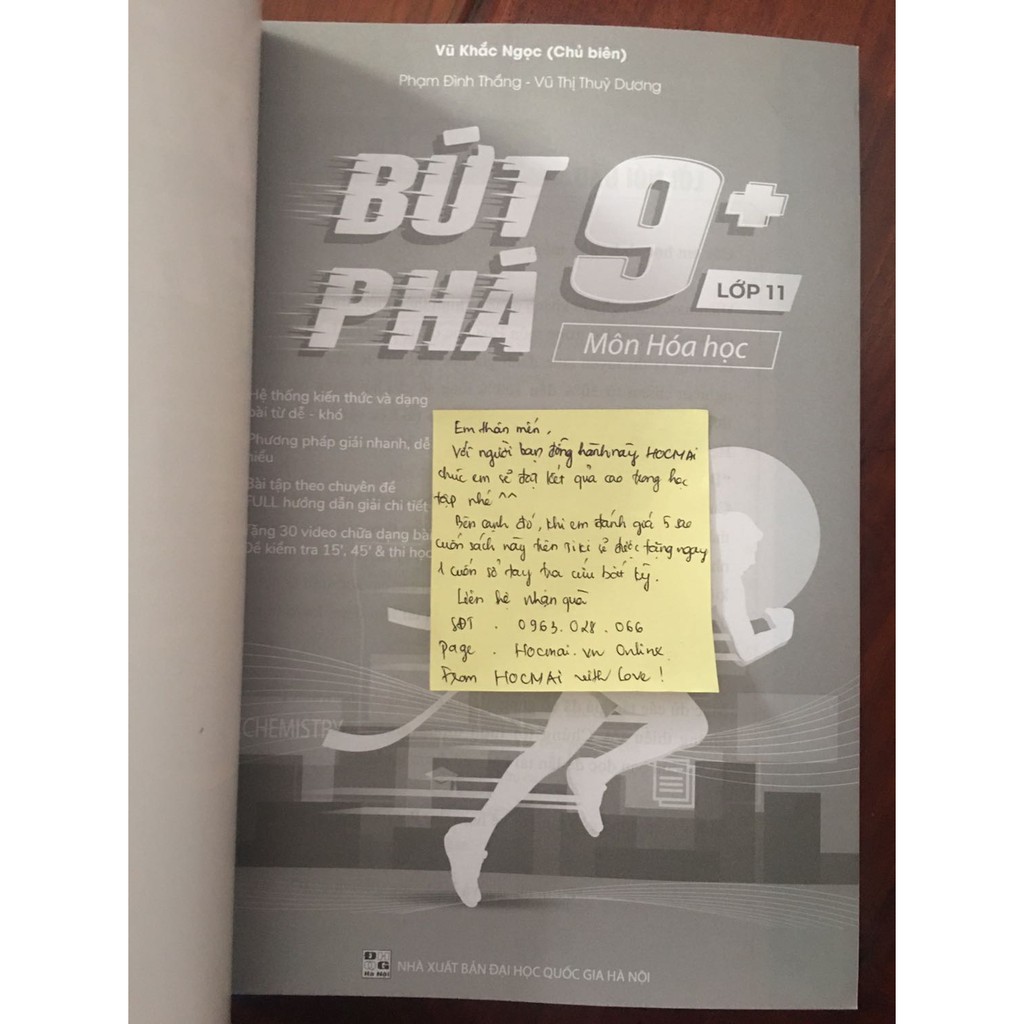 Vũ Khắc Ngọc (Chủ biên)
Phạm Đình Thắng - Vũ Thị Thuỳ Dương
BỨT
PHÁ
9+
LỚP 11
Môn Hóa học
Hệ thống kiến thức và dạng
bài từ dễ - khó
Phương pháp giải nhanh, dễ
hiểu
Bài tập theo chuyên đề
FULL hướng dẫn giải chi tiết
Tặng 30 video chữa dạng bài
Đề kiểm tra 15', 45' & thi học
Em thân mến,
Với người bạn đồng hành này, HOCMAI
chúc em sẽ đạt kết quả cao trong học
tập nhé ^^
Bên cạnh đó, khi em đánh giá 5 sao
cuốn sách này trên Tiki sẽ được tặng ngay
1 cuốn sổ tay tra cứu bất kỳ.
Liên hệ nhận quà
SĐT . 0963.028.066
Page . Hocmai.vn Online
From HOCMAI with love!
CHEMISTRY
NHÀ XUẤT BẢN ĐẠI HỌC QUỐC GIA HÀ NỘI